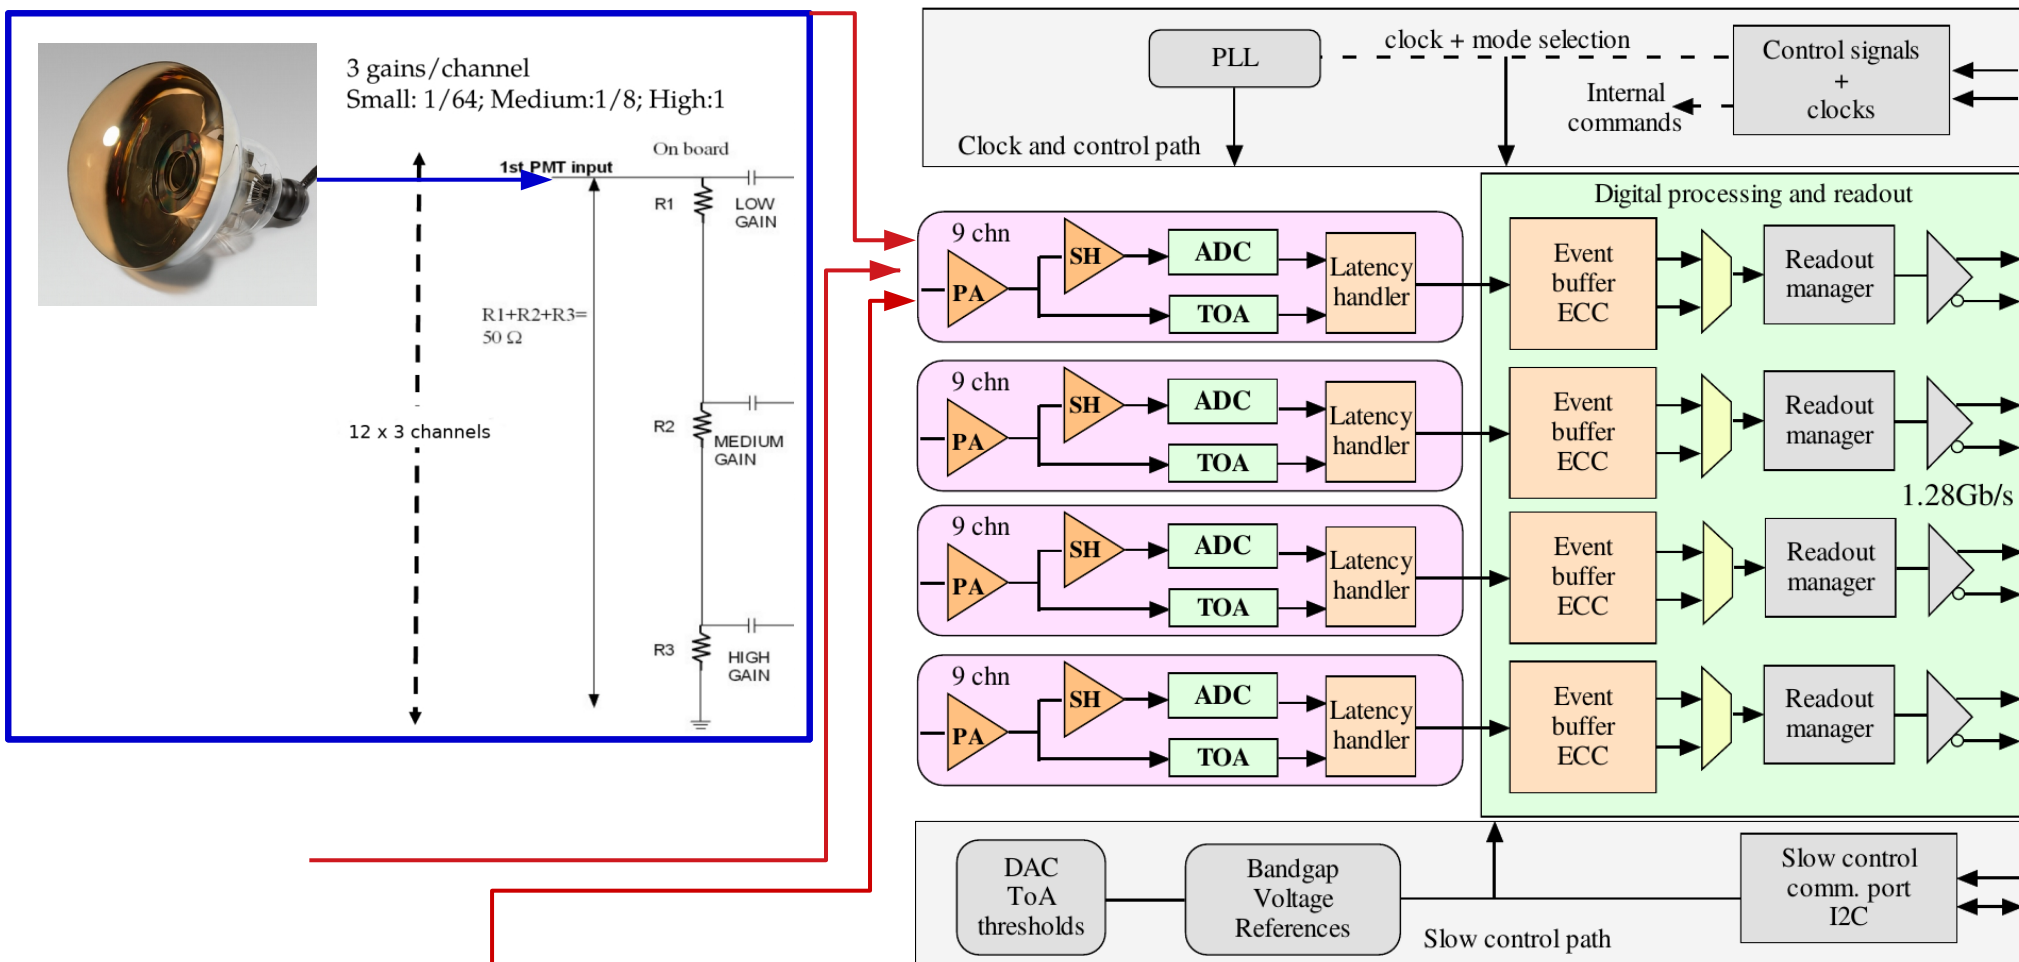 3 gains/channel
Small: 1/64; Medium:1/8; High:1
On board
1st PMT input
R1
LOW
GAIN
R1+R2+R3=
50 Ω
12 x 3 channels
R2
MEDIUM
GAIN
R3
HIGH
GAIN
PLL
clock + mode selection
Control signals
+
clocks
Internal
commands
Clock and control path
Digital processing and readout
9 chn
PA
SH
ADC
TOA
Latency
handler
Event
buffer
ECC
Readout
manager
9 chn
PA
SH
ADC
TOA
Latency
handler
Event
buffer
ECC
Readout
manager
1.28Gb/s
9 chn
PA
SH
ADC
TOA
Latency
handler
Event
buffer
ECC
Readout
manager
9 chn
PA
SH
ADC
TOA
Latency
handler
Event
buffer
ECC
Readout
manager
DAC
ToA
thresholds
Bandgap
Voltage
References
Slow control
comm. port
I2C
Slow control path